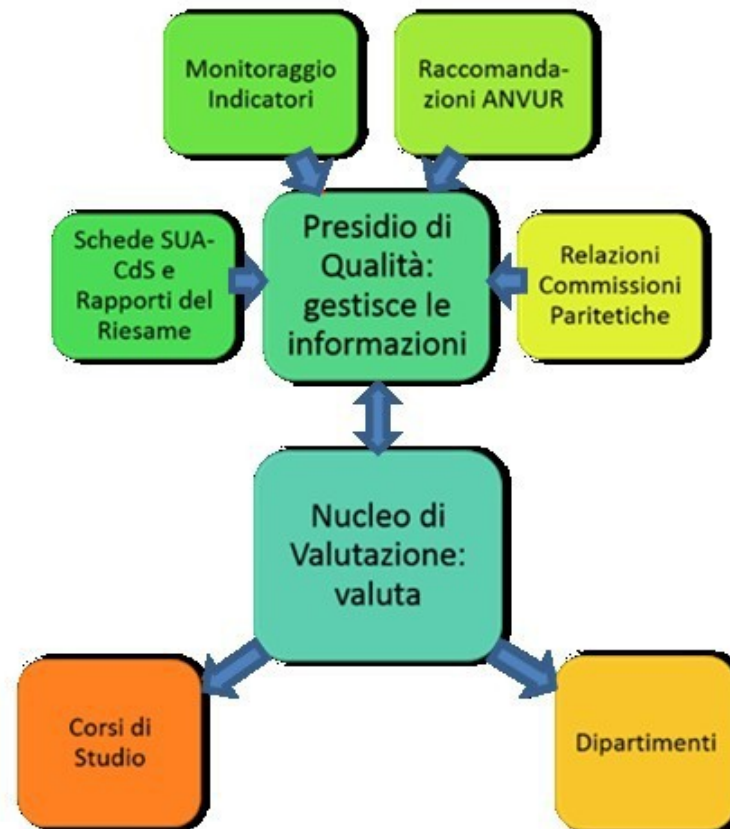 Monitoraggio
Indicatori
Raccomanda-
zioni ANVUR
Schede SUA-
CdS e
Rapporti del
Riesame
Presidio di
Qualità:
gestisce le
informazioni
Relazioni
Commissioni
Paritetiche
Nucleo di
Valutazione:
valuta
Corsi di
Studio
Dipartimenti